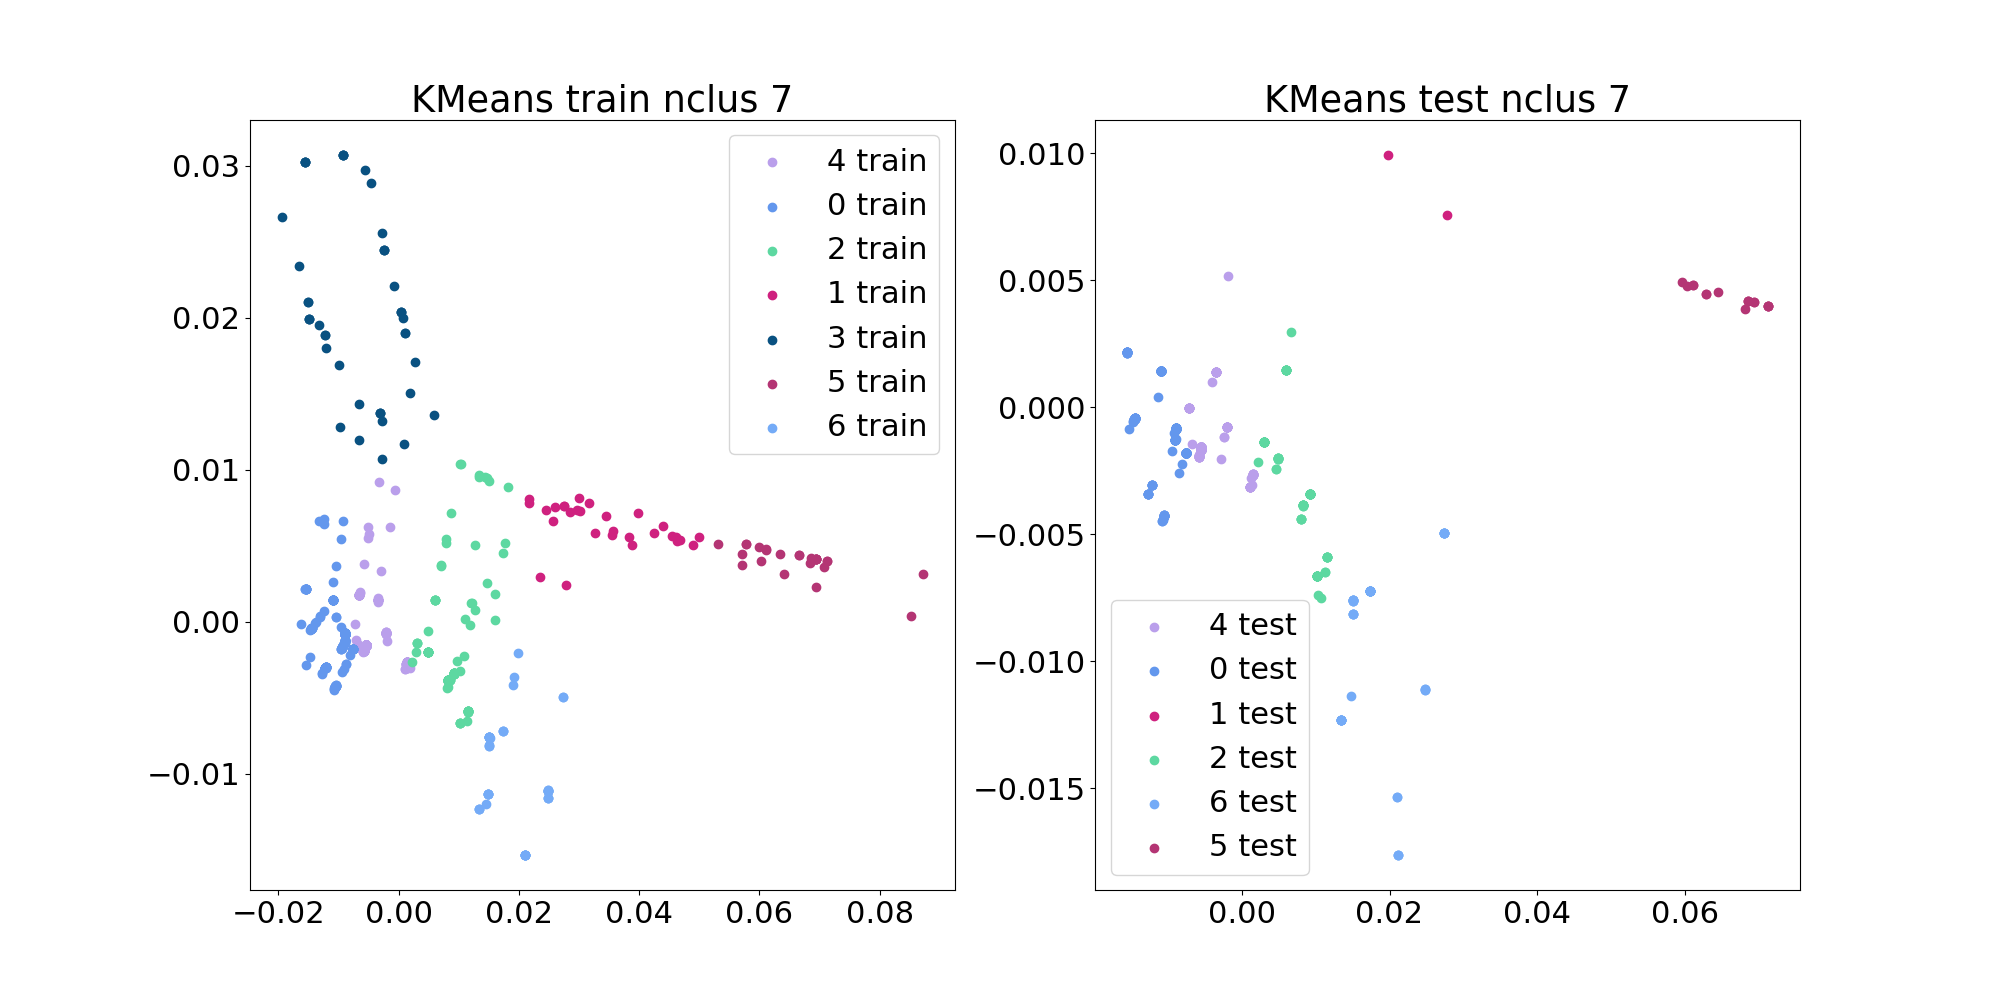 KMeans train nclus 7
0.03
0.02
0.01
0.00
−0.01
−0.02 0.00 0.02 0.04 0.06 0.08
4 train
0 train
2 train
1 train
3 train
5 train
6 train
KMeans test nclus 7
0.010
0.005
0.000
−0.005
−0.010
−0.015
0.00 0.02 0.04 0.06
4 test
0 test
1 test
2 test
6 test
5 test